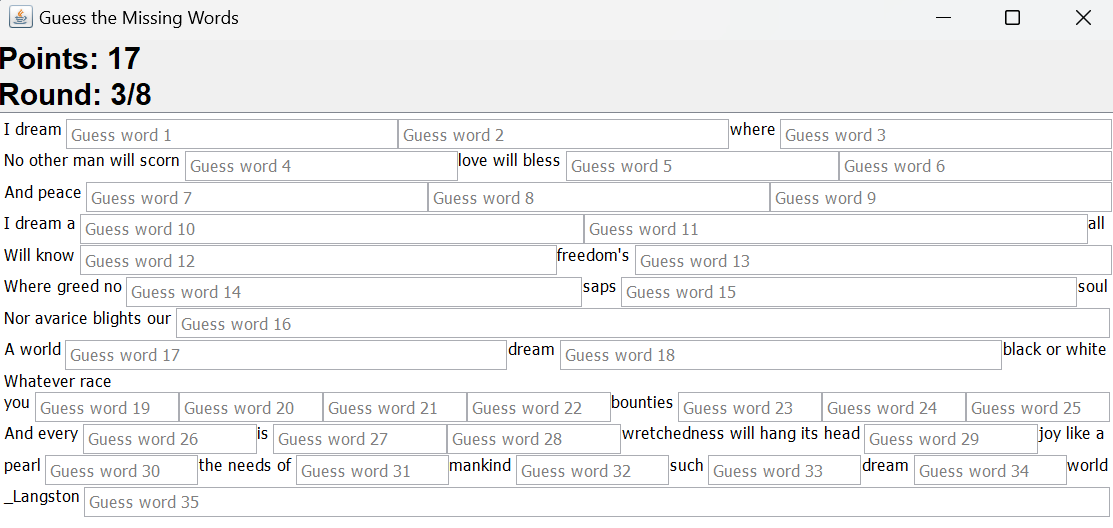 Guess the Missing Words
Points: 17
Round: 3/8
I dream Guess word 1 Guess word 2 where Guess word 3
No other man will scorn Guess word 4 love will bless Guess word 5 Guess word 6
And peace Guess word 7 Guess word 8 Guess word 9
I dream a Guess word 10 Guess word 11 all
Will know Guess word 12 freedom's Guess word 13
Where greed no Guess word 14 saps Guess word 15 soul
Nor avarice blights our Guess word 16
A world Guess word 17 dream Guess word 18 black or white
Whatever race
you Guess word 19 Guess word 20 Guess word 21 Guess word 22 bounties Guess word 23 Guess word 24 Guess word 25
And every Guess word 26 is Guess word 27 Guess word 28 wretchedness will hang its head Guess word 29 joy like a
pearl Guess word 30 the needs of Guess word 31 mankind Guess word 32 such Guess word 33 dream Guess word 34 world
_Langston Guess word 35